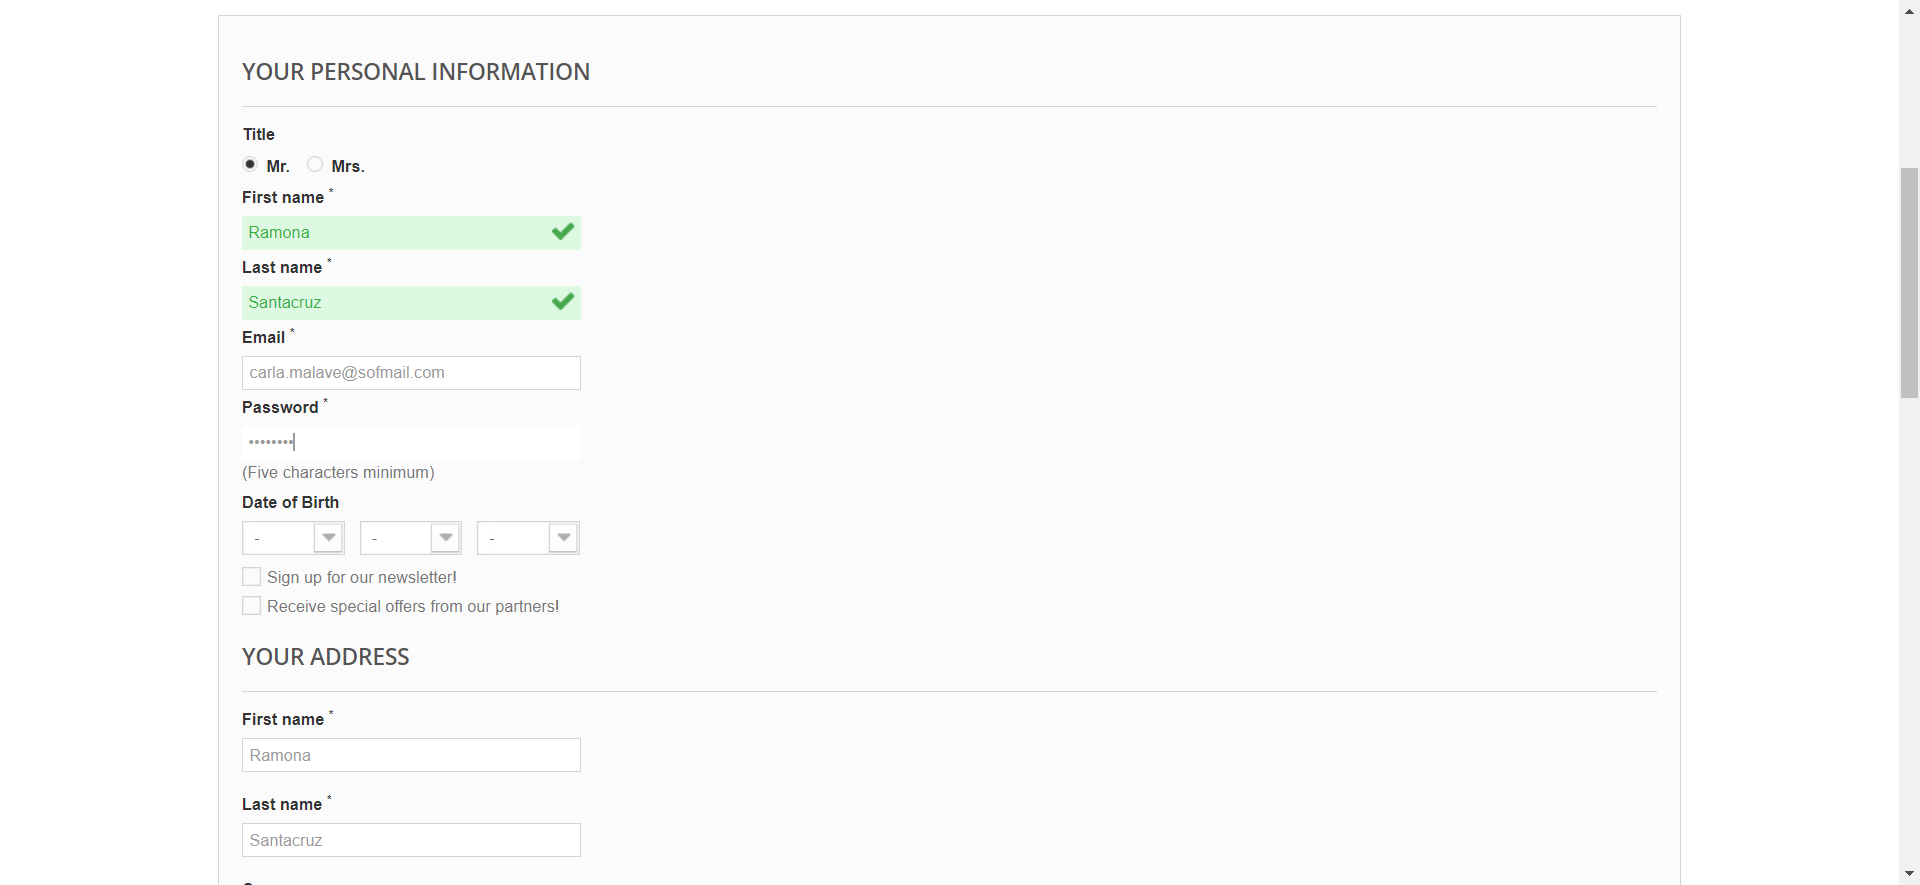 YOUR PERSONAL INFORMATION
Title
Mr. Mrs.
First name *
Ramona
Last name *
Santacruz
Email *
carla.malave@sofmail.com
Password *
••••••••
(Five characters minimum)
Date of Birth
- - -
Sign up for our newsletter!
Receive special offers from our partners!
YOUR ADDRESS
First name *
Ramona
Last name *
Santacruz